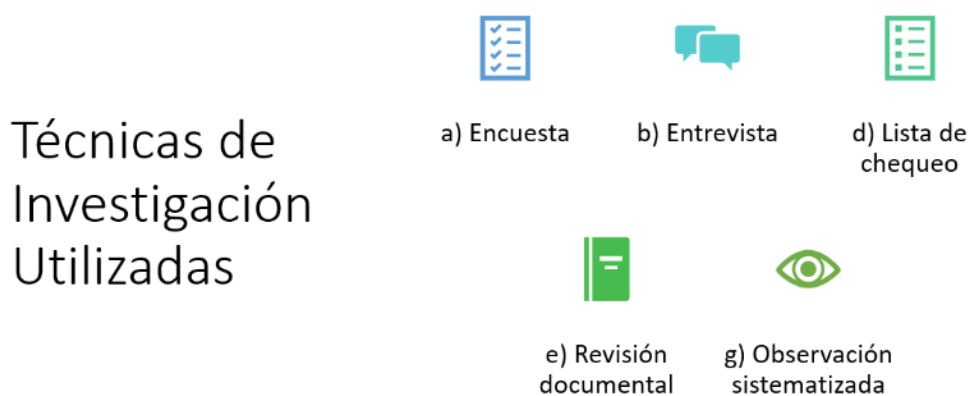 Técnicas de
Investigación
Utilizadas
a) Encuesta
b) Entrevista
d) Lista de
chequeo
e) Revisión
documental
g) Observación
sistematizada